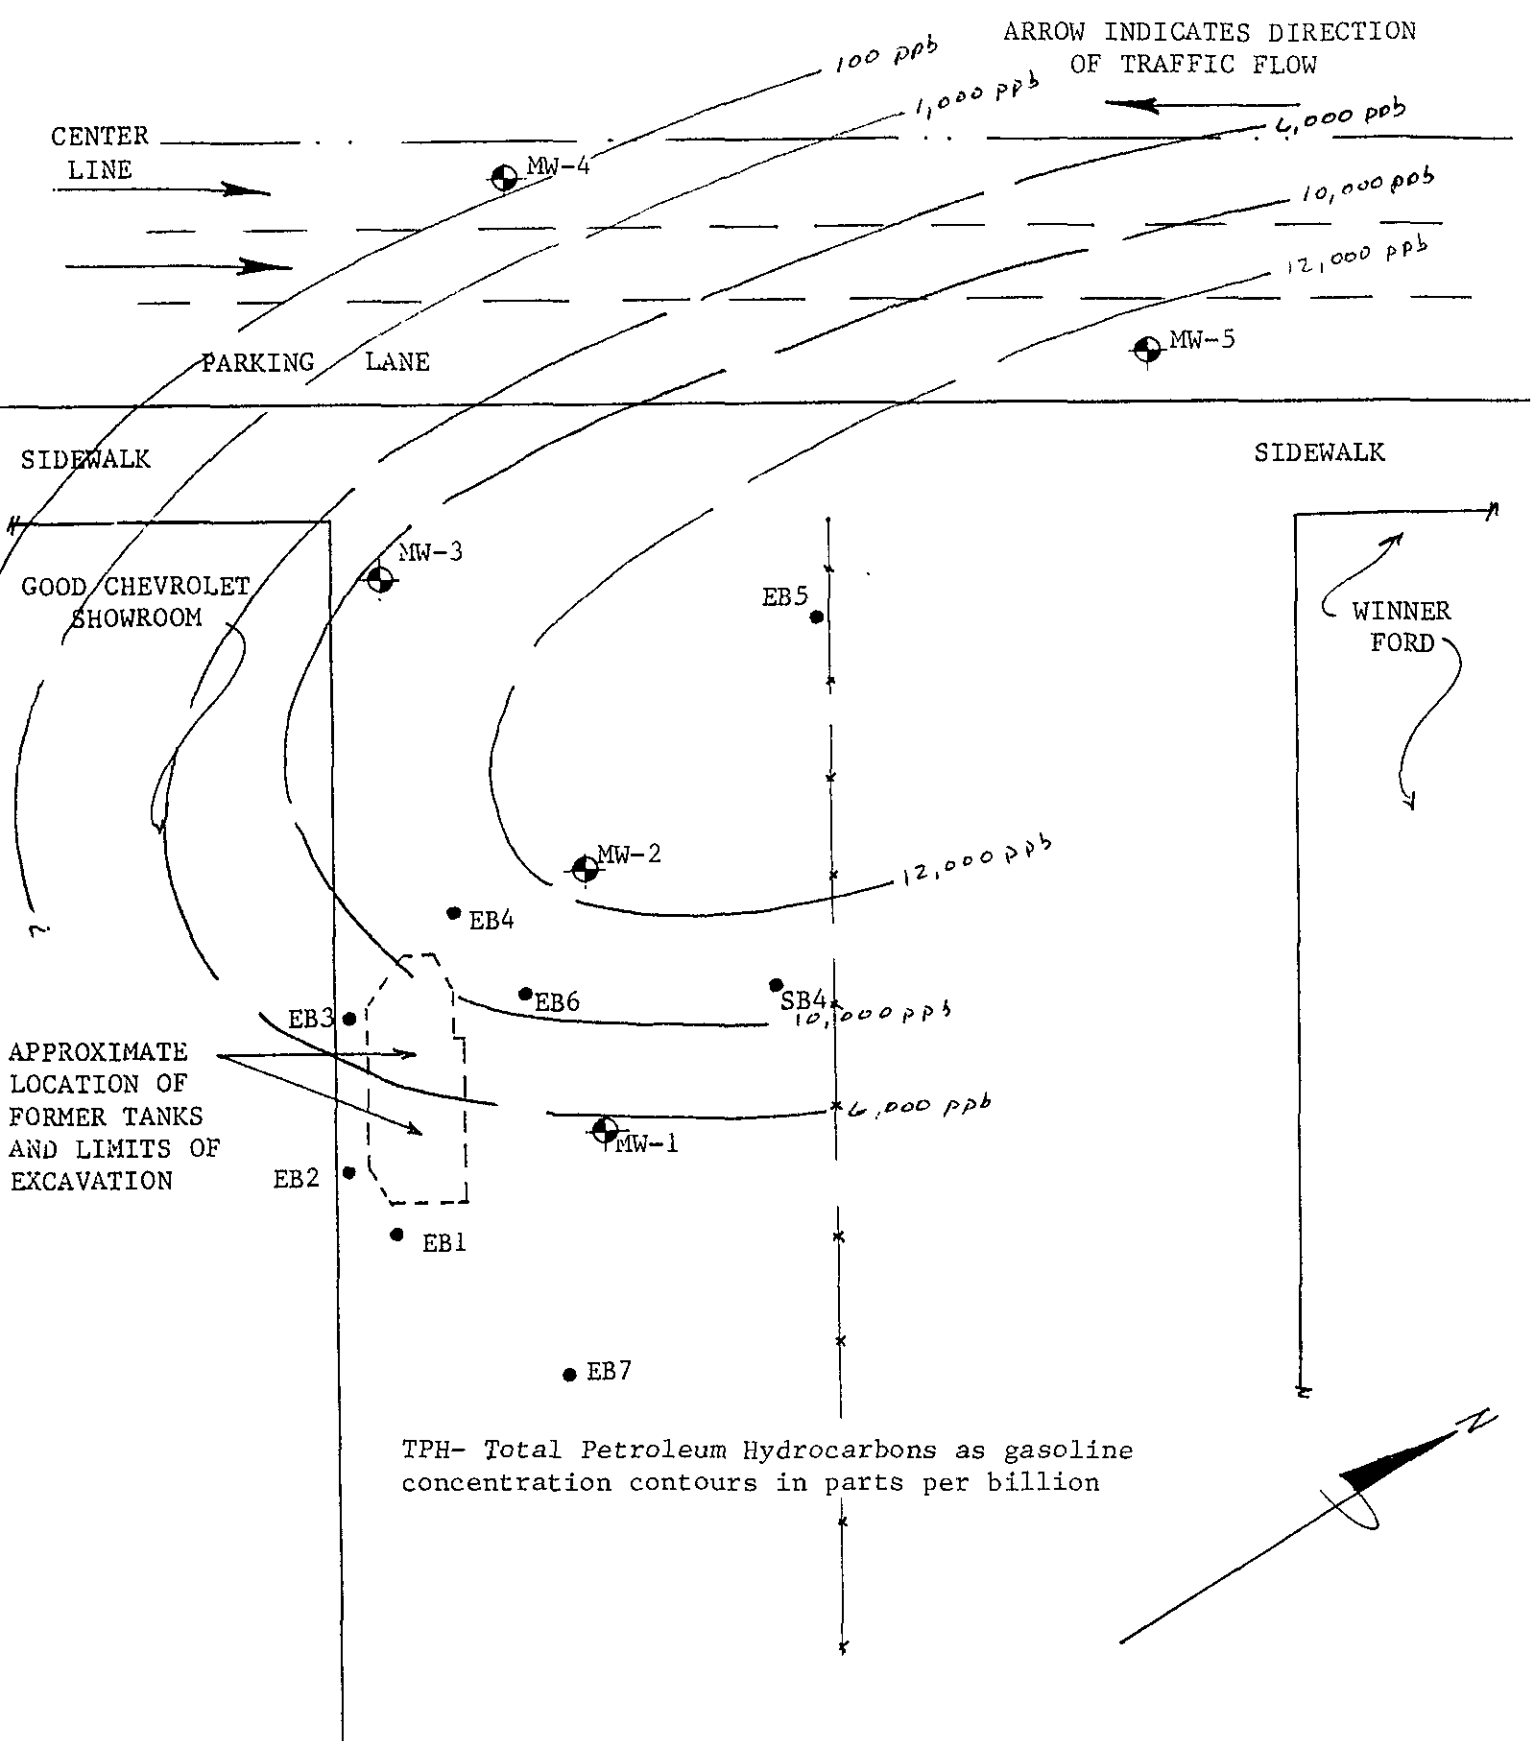 ARROW INDICATES DIRECTION
OF TRAFFIC FLOW
100 ppb
1,000 ppb
6,000 ppb
CENTER
LINE
MW-4
10,000 ppb
12,000 ppb
MW-5
PARKING LANE
SIDEWALK
SIDEWALK
MW-3
GOOD CHEVROLET
SHOWROOM
EB5
WINNER
FORD
MW-2
12,000 ppb
EB4
?
EB6
SB4
10,000 ppb
EB3
APPROXIMATE
LOCATION OF
FORMER TANKS
AND LIMITS OF
EXCAVATION
6,000 ppb
MW-1
EB2
EB1
EB7
TPH- Total Petroleum Hydrocarbons as gasoline
concentration contours in parts per billion
N